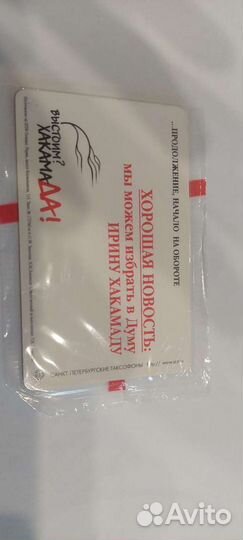 ...ПРОДОЛЖЕНИЕ, НАЧАЛО НА ОБОРОТЕ
ХОРОШАЯ НОВОСТЬ:
мы можем избрать в Думу
ИРИНУ ХАКАМАДУ
ВЫСТОИМ?
ХАКАМАДА!
САНКТ-ПЕТЕРБУРГСКИЕ ТАКСОФОНЫ
Avito